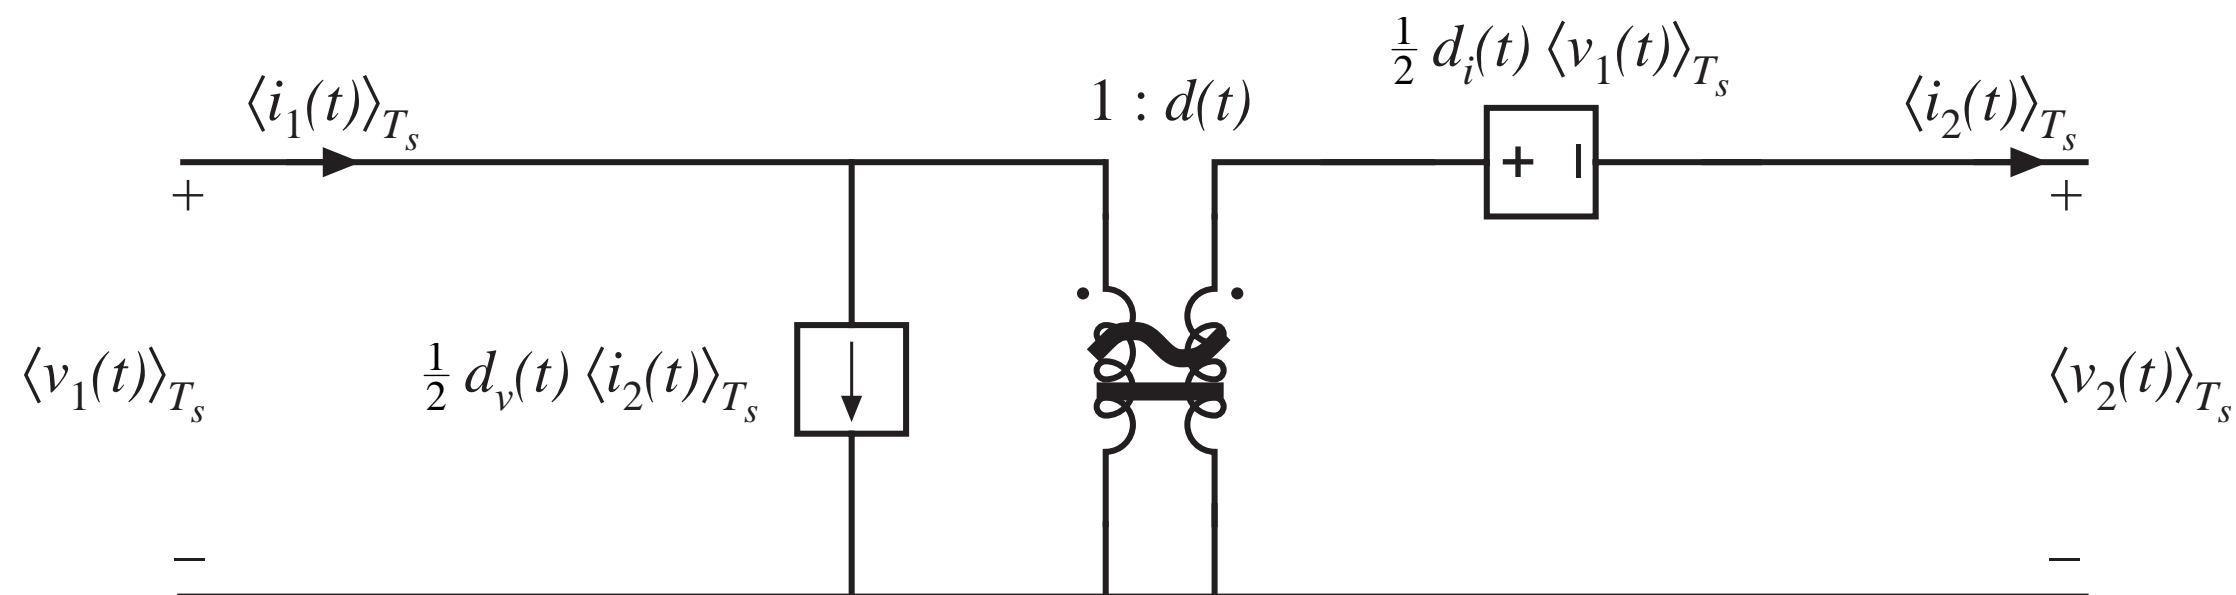 ½ d_i(t) ⟨v_1(t)⟩_{T_s}
⟨i_1(t)⟩_{T_s} 1 : d(t) ⟨i_2(t)⟩_{T_s}
+ + – +
⟨v_1(t)⟩_{T_s} ½ d_v(t) ⟨i_2(t)⟩_{T_s} ⟨v_2(t)⟩_{T_s}
– –